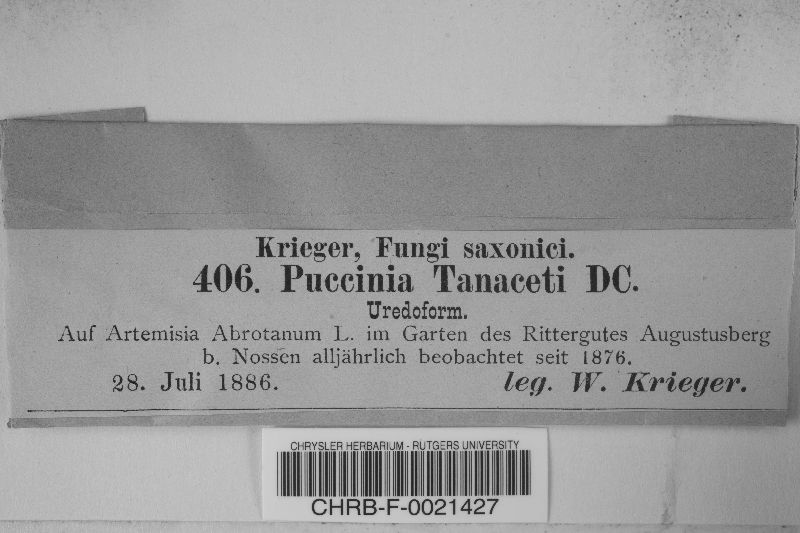 Krieger, Fungi saxonici.
406. Puccinia Tanaceti DC.
Uredoform.
Auf Artemisia Abrotanum L. im Garten des Rittergutes Augustusberg
b. Nossen alljährlich beobachtet seit 1876.
28. Juli 1886. leg. W. Krieger.
CHRYSLER HERBARIUM - RUTGERS UNIVERSITY
CHRB-F-0021427